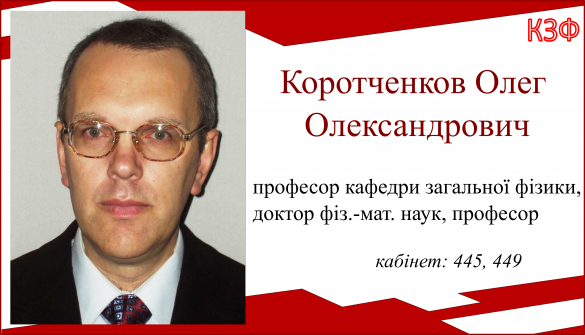 КЗФ
Коротченков Олег
Олександрович
професор кафедри загальної фізики,
доктор фіз.-мат. наук, професор
кабінет: 445, 449